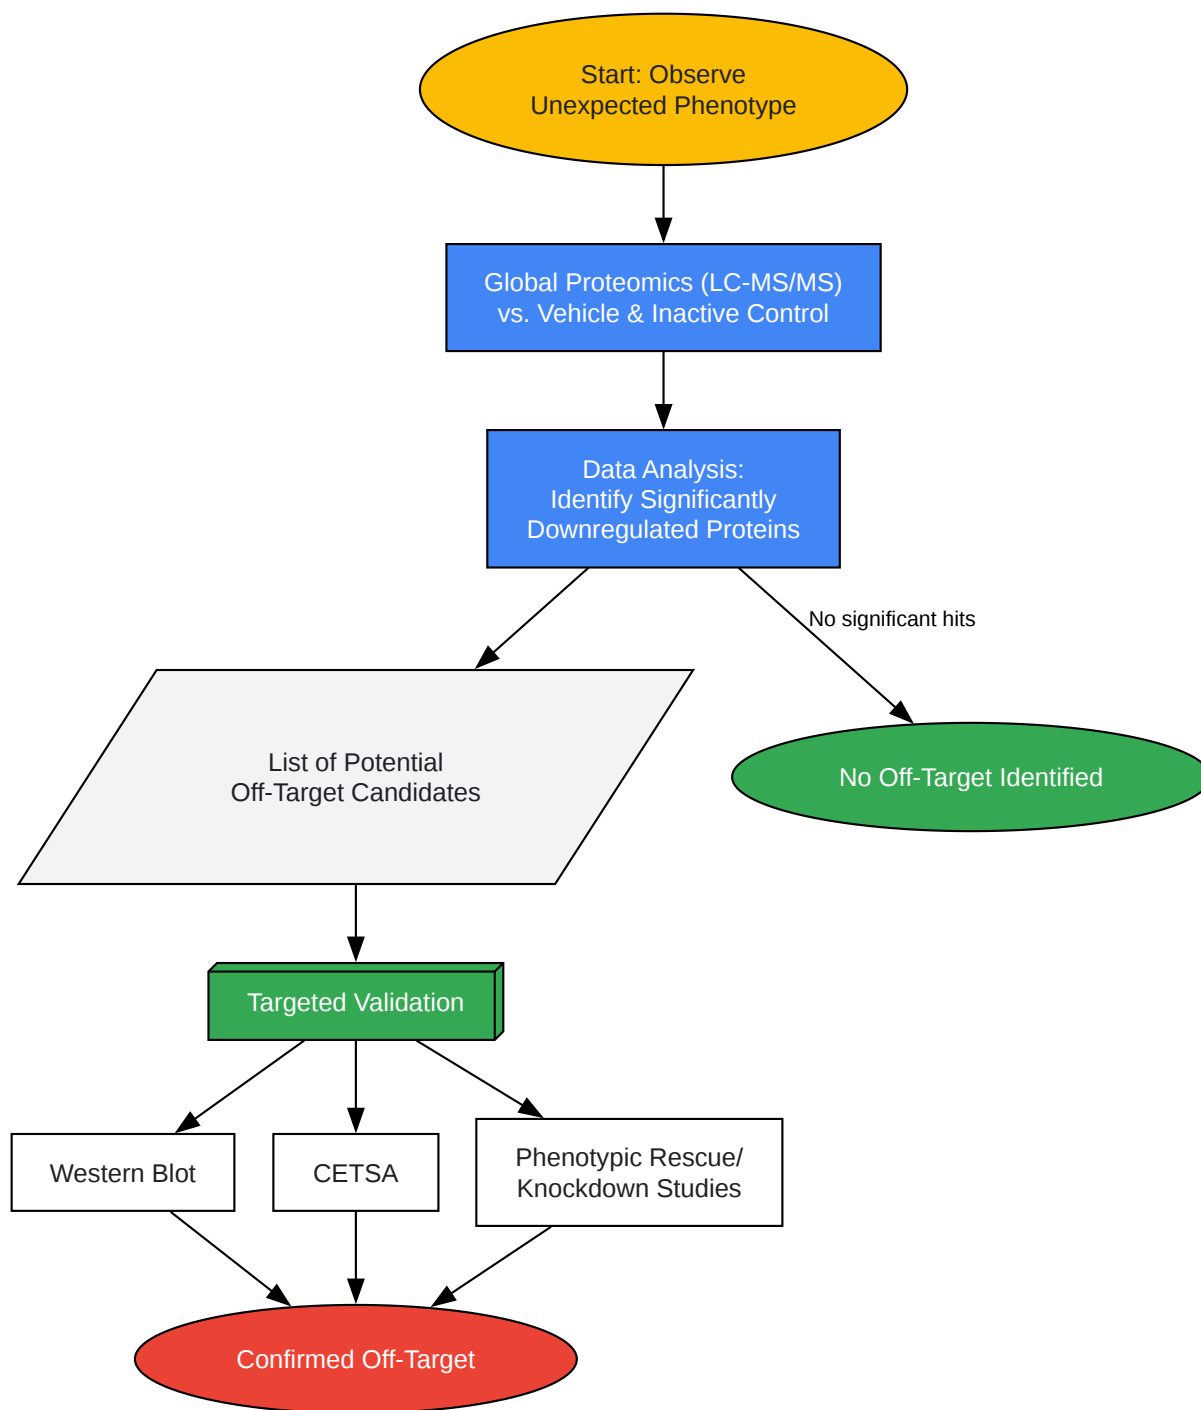 Start: Observe
Unexpected Phenotype
Global Proteomics (LC-MS/MS)
vs. Vehicle & Inactive Control
Data Analysis:
Identify Significantly
Downregulated Proteins
No significant hits
List of Potential
Off-Target Candidates
No Off-Target Identified
Targeted Validation
Western Blot
CETSA
Phenotypic Rescue/
Knockdown Studies
Confirmed Off-Target